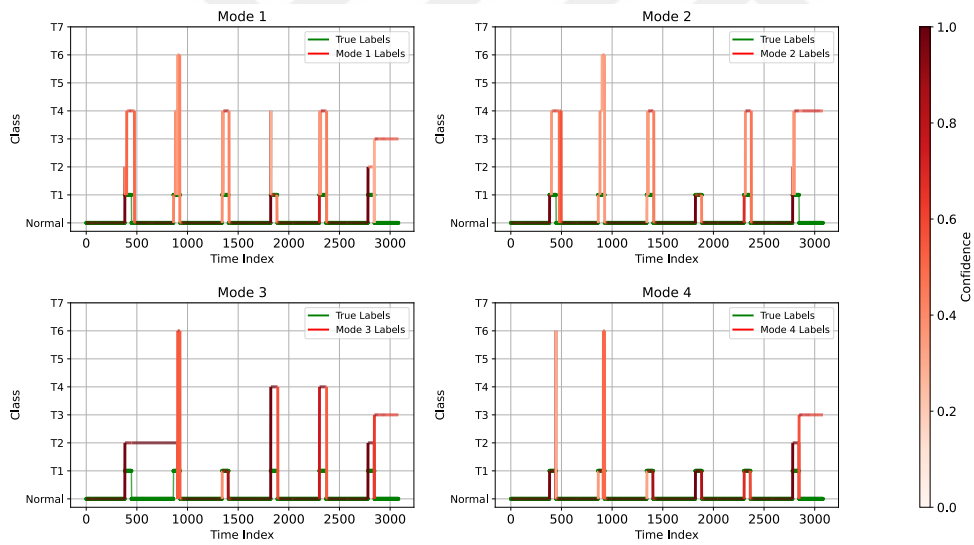 Mode 1
T7
T6
T5
T4
T3
T2
T1
Normal
Class
True Labels
Mode 1 Labels
0 500 1000 1500 2000 2500 3000
Time Index
Mode 2
T7
T6
T5
T4
T3
T2
T1
Normal
Class
True Labels
Mode 2 Labels
0 500 1000 1500 2000 2500 3000
Time Index
Mode 3
T7
T6
T5
T4
T3
T2
T1
Normal
Class
True Labels
Mode 3 Labels
0 500 1000 1500 2000 2500 3000
Time Index
Mode 4
T7
T6
T5
T4
T3
T2
T1
Normal
Class
True Labels
Mode 4 Labels
0 500 1000 1500 2000 2500 3000
Time Index
1.0
0.8
0.6
0.4
0.2
0.0
Confidence